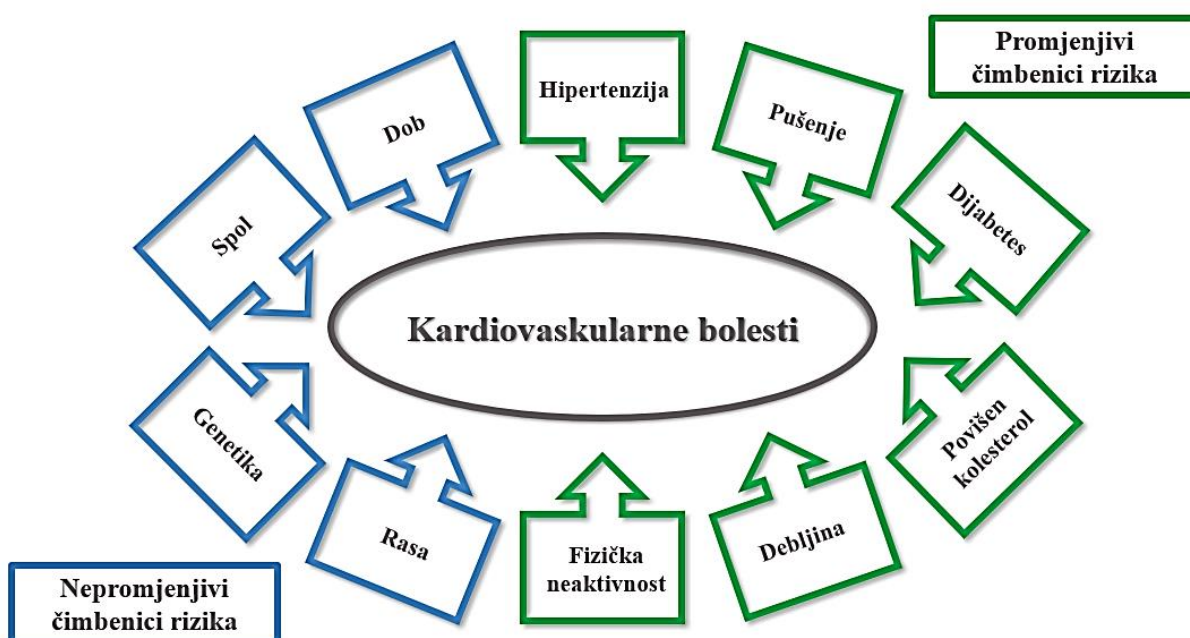 Promjenjivi
čimbenici rizika
Hipertenzija
Pušenje
Dijabetes
Povišen
kolesterol
Debljina
Fizička
neaktivnost
Rasa
Genetika
Spol
Dob
Kardiovaskularne bolesti
Nepromjenjivi
čimbenici rizika